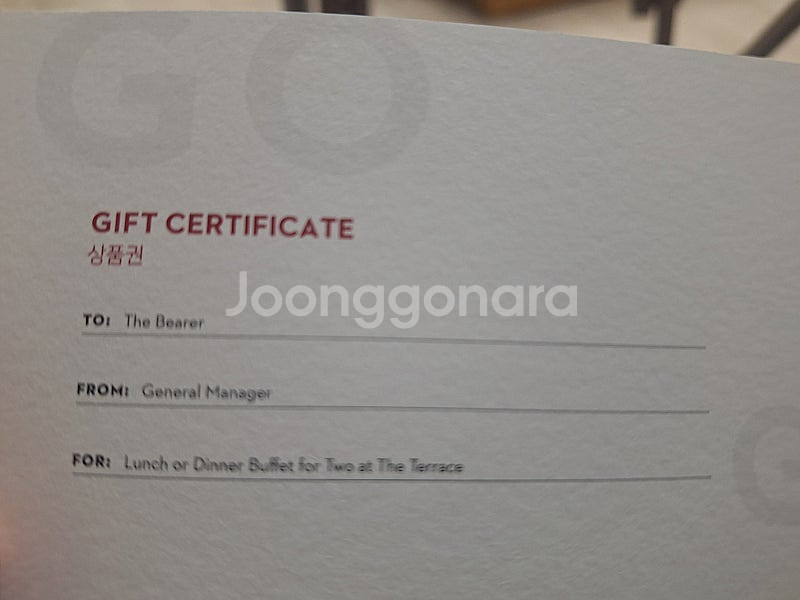 GO
GIFT CERTIFICATE
상품권
Joonggonara
TO: The Bearer
FROM: General Manager
FOR: Lunch or Dinner Buffet for Two at The Terrace
G